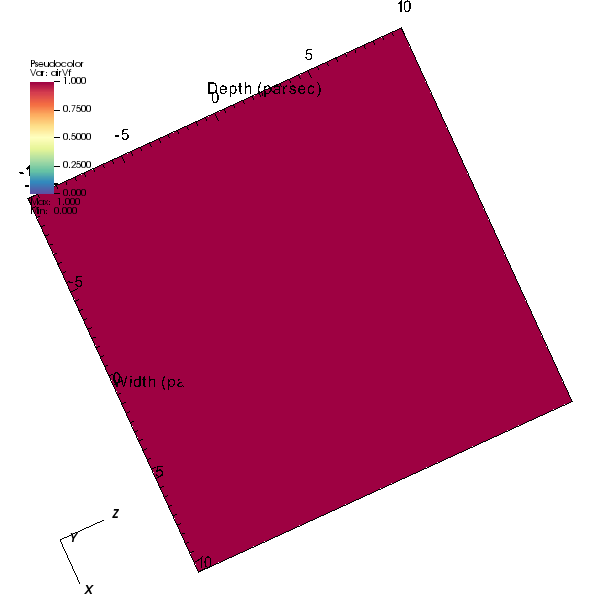 10
5
Pseudocolor
Var: airVf
1.000
Depth (parsec)
0
0.7500
-5
0.5000
0.2500
0.000
Max: 1.000
Min: 0.000
-5
0
Width (pa
5
10
Z
Y
X